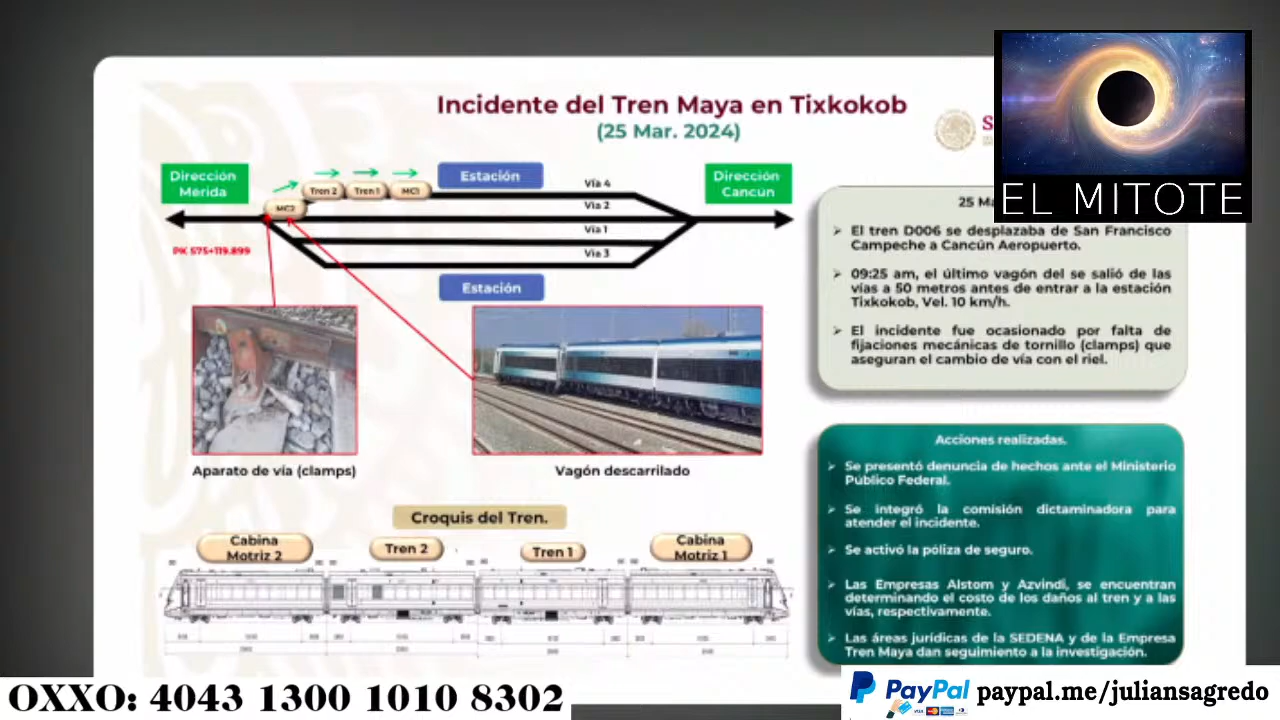 Incidente del Tren Maya en Tixkokob
(25 Mar. 2024)
EL MITOTE
Dirección
Mérida
Tren 2
Tren 1
MC1
MC2
Estación
Vía 4
Vía 2
Vía 1
Vía 3
Dirección
Cancún
PK 575+119.899
Estación
Aparato de vía (clamps)
Vagón descarrilado
Croquis del Tren.
Cabina
Motriz 2
Tren 2
Tren 1
Cabina
Motriz 1
25 Ma
El tren D006 se desplazaba de San Francisco
Campeche a Cancún Aeropuerto.
09:25 am, el último vagón del se salió de las
vías a 50 metros antes de entrar a la estación
Tixkokob, Vel. 10 km/h.
El incidente fue ocasionado por falta de
fijaciones mecánicas de tornillo (clamps) que
aseguran el cambio de vía con el riel.
Acciones realizadas.
Se presentó denuncia de hechos ante el Ministerio
Público Federal.
Se integró la comisión dictaminadora para
atender el incidente.
Se activó la póliza de seguro.
Las Empresas Alstom y Azvindi, se encuentran
determinando el costo de los daños al tren y a las
vías, respectivamente.
Las áreas jurídicas de la SEDENA y de la Empresa
Tren Maya dan seguimiento a la investigación.
OXXO: 4043 1300 1010 8302
PayPal paypal.me/juliansagredo